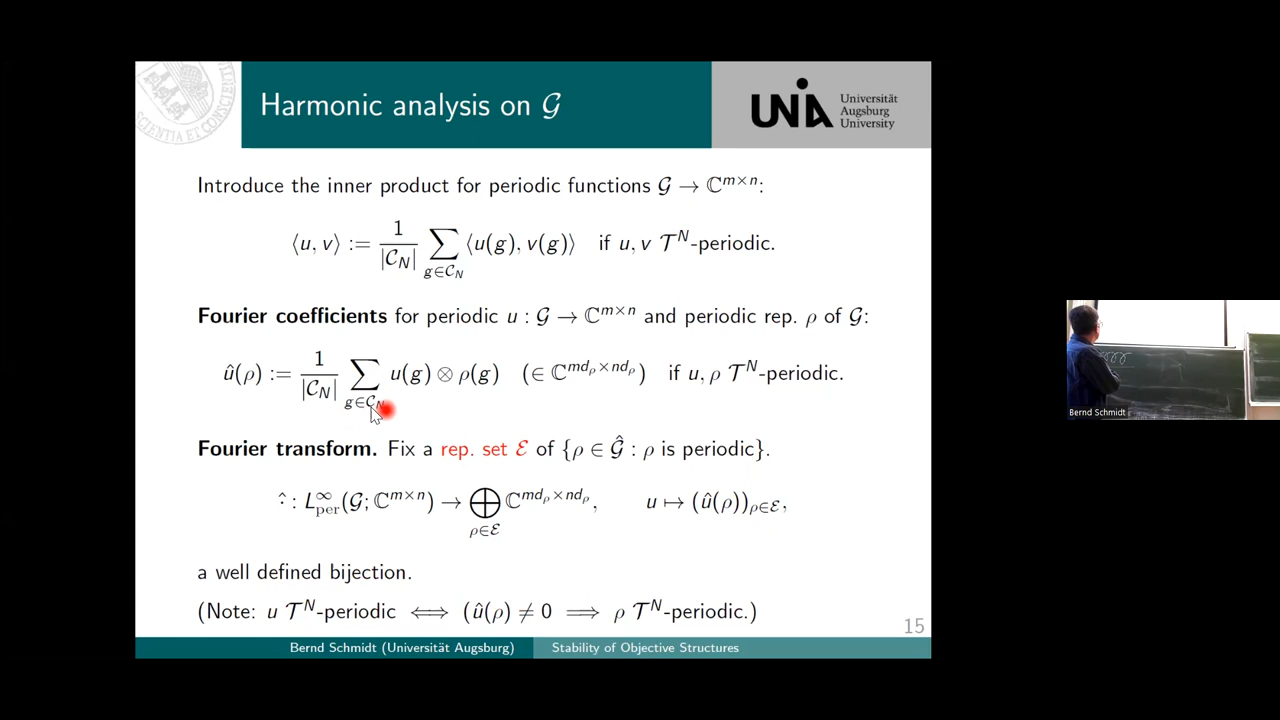 Harmonic analysis on 𝒢
UNIA Universität
Augsburg
University
Introduce the inner product for periodic functions 𝒢 → ℂ^{m×n}:
⟨u, v⟩ := 1/|𝒞_N| ∑_{g∈𝒞_N} ⟨u(g), v(g)⟩ if u, v 𝒯^N-periodic.
Fourier coefficients for periodic u : 𝒢 → ℂ^{m×n} and periodic rep. ρ of 𝒢:
û(ρ) := 1/|𝒞_N| ∑_{g∈𝒞_N} u(g) ⊗ ρ(g) (∈ ℂ^{md_ρ×nd_ρ}) if u, ρ 𝒯^N-periodic.
Fourier transform. Fix a rep. set ℰ of {ρ ∈ 𝒢̂ : ρ is periodic}.
·̂ : L^∞_per(𝒢; ℂ^{m×n}) → ⨁_{ρ∈ℰ} ℂ^{md_ρ×nd_ρ}, u ↦ (û(ρ))_{ρ∈ℰ},
a well defined bijection.
(Note: u 𝒯^N-periodic ⟺ (û(ρ) ≠ 0 ⟹ ρ 𝒯^N-periodic.)
15
Bernd Schmidt (Universität Augsburg) Stability of Objective Structures
Bernd Schmidt